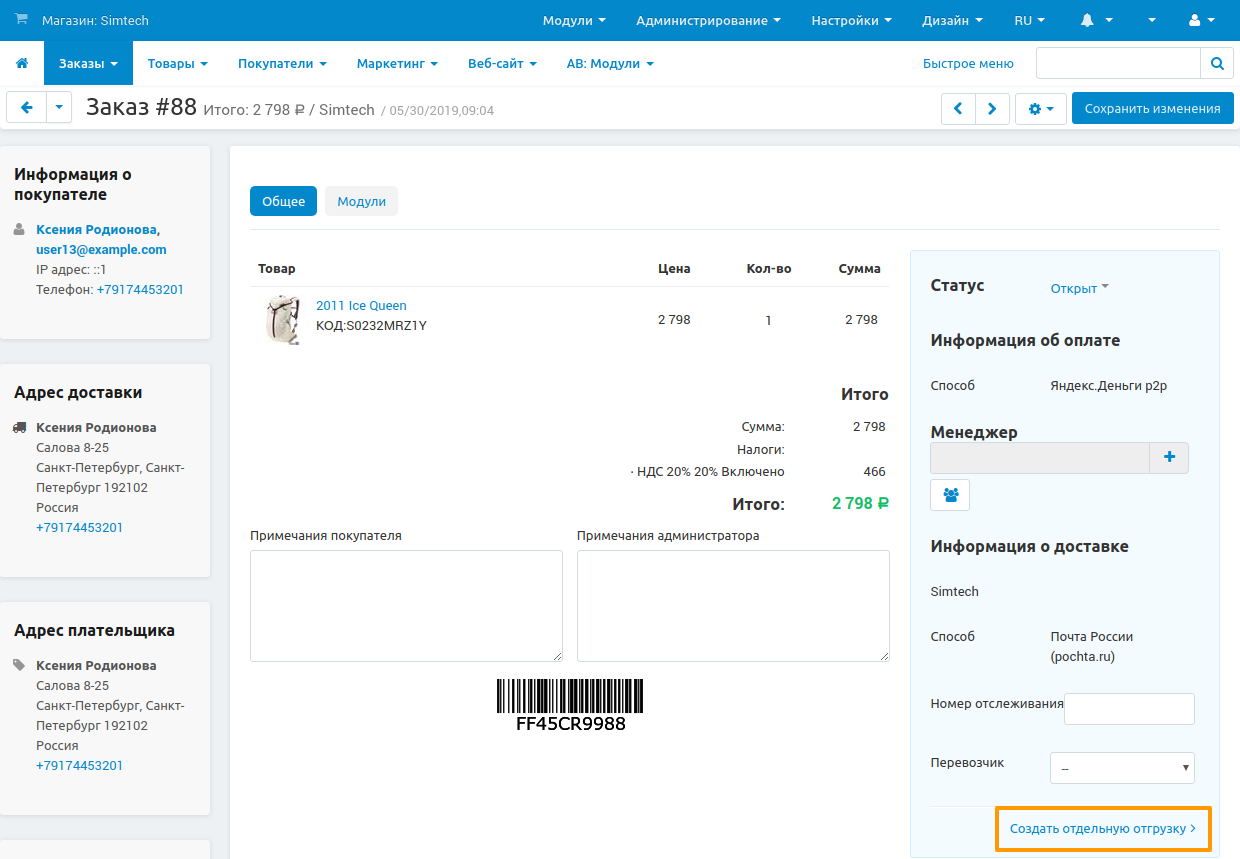 Магазин: Simtech
Модули
Администрирование
Настройки
Дизайн
RU
Заказы
Товары
Покупатели
Маркетинг
Веб-сайт
АВ: Модули
Быстрое меню
Заказ #88 Итого: 2 798 ₽ / Simtech / 05/30/2019,09:04
Сохранить изменения
Информация о
покупателе
Ксения Родионова,
user13@example.com
IP адрес: ::1
Телефон: +79174453201
Адрес доставки
Ксения Родионова
Салова 8-25
Санкт-Петербург, Санкт-
Петербург 192102
Россия
+79174453201
Адрес плательщика
Ксения Родионова
Салова 8-25
Санкт-Петербург, Санкт-
Петербург 192102
Россия
+79174453201
Общее
Модули
Товар Цена Кол-во Сумма
2011 Ice Queen
КОД:S0232MRZ1Y
2 798 1 2 798
Итого
Сумма: 2 798
Налоги:
· НДС 20% 20% Включено 466
Итого: 2 798 ₽
Примечания покупателя
Примечания администратора
FF45CR9988
Статус Открыт
Информация об оплате
Способ Яндекс.Деньги p2p
Менеджер
Информация о доставке
Simtech
Способ Почта России
(pochta.ru)
Номер отслеживания
Перевозчик --
Создать отдельную отгрузку